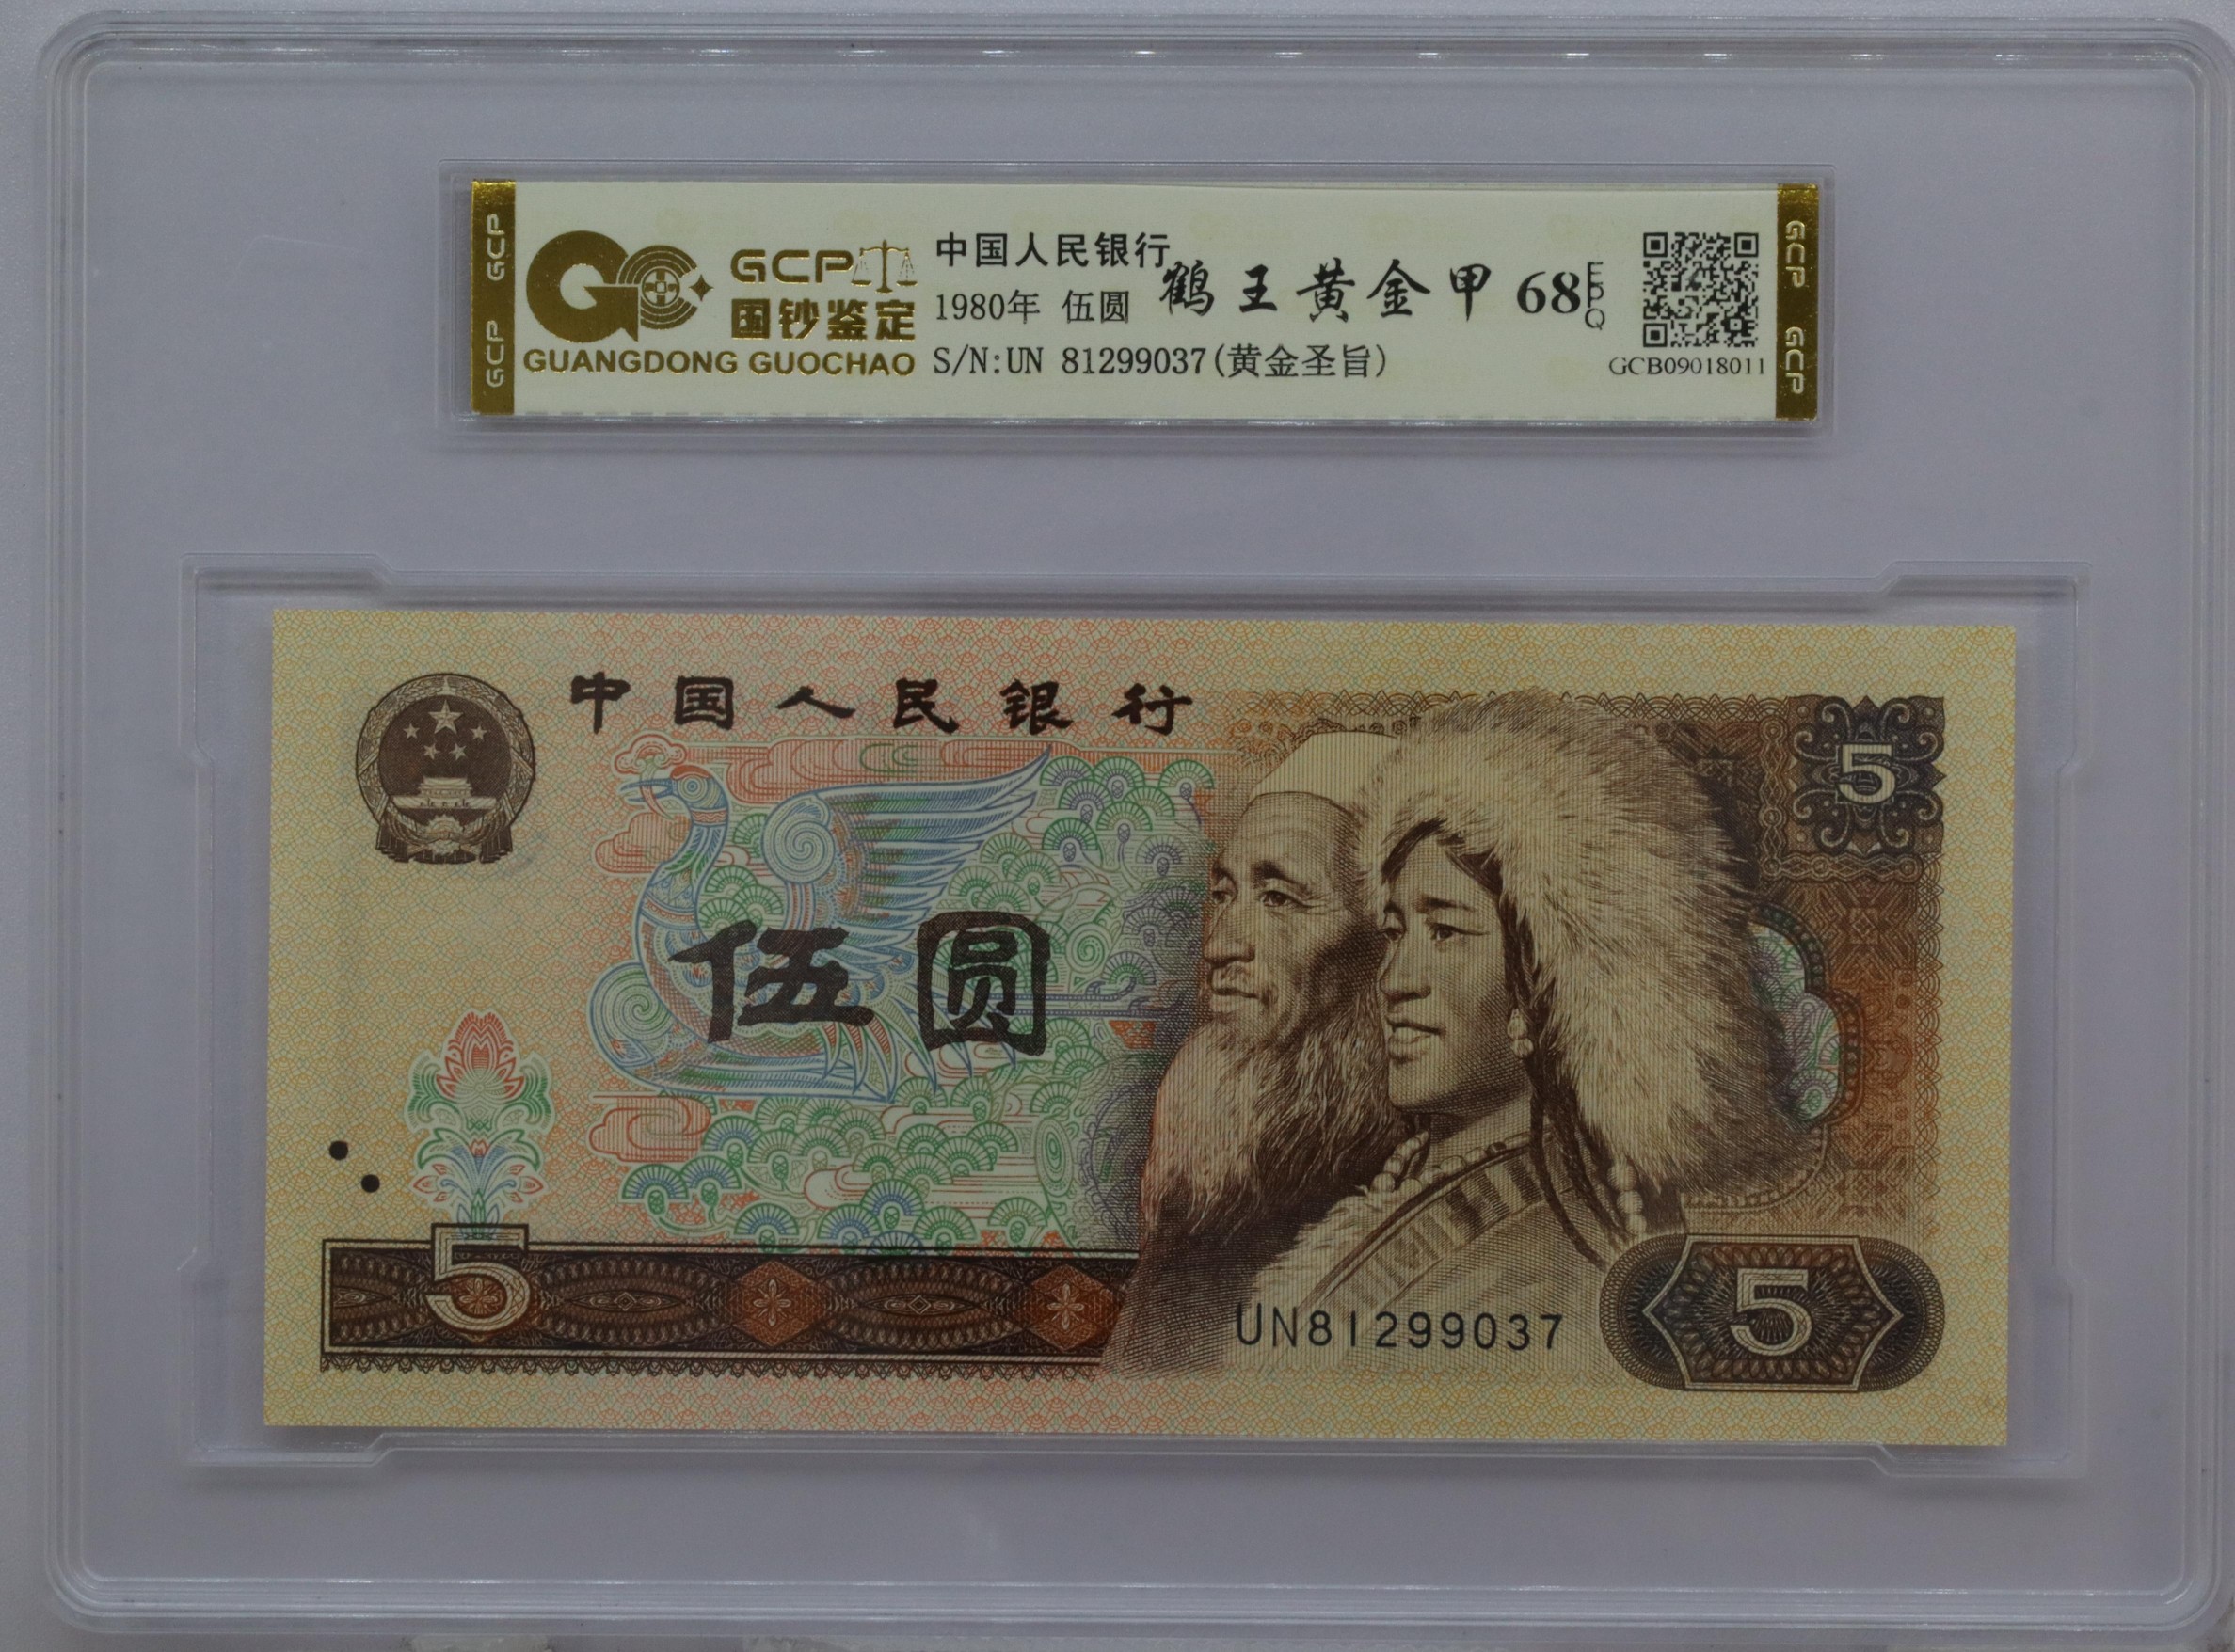 GCP GCP
GCP
国钞鉴定
GUANGDONG GUOCHAO
中国人民银行
1980年 伍圆
鹤王黄金甲 68 EPQ
S/N:UN 81299037(黄金圣旨)
GCB09018011
GCP GCP
中国人民银行
5
伍圆
5
UN81299037
5